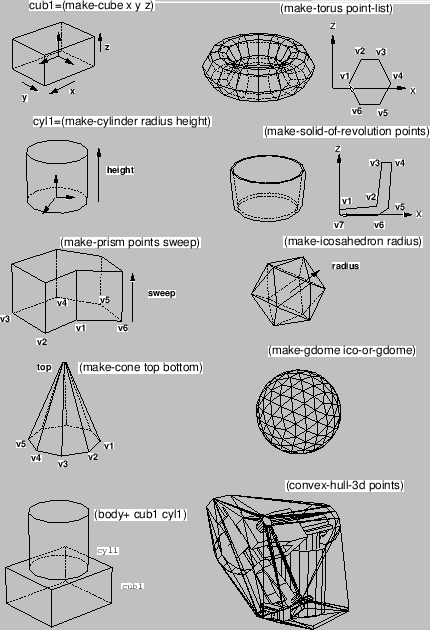 cub1=(make-cube x y z)
z
y
x
(make-torus point-list)
Z
v2 v3
v1 v4
X
v6 v5
cyl1=(make-cylinder radius height)
height
(make-solid-of-revolution points)
Z
v3 v4
v1 v2 v5
X
v7 v6
(make-prism points sweep)
v4 v5
sweep
v3 v1 v6
v2
(make-icosahedron radius)
radius
top (make-cone top bottom)
v5 v1
v4 v3 v2
(make-gdome ico-or-gdome)
(body+ cub1 cyl1)
cyl1
cub1
(convex-hull-3d points)